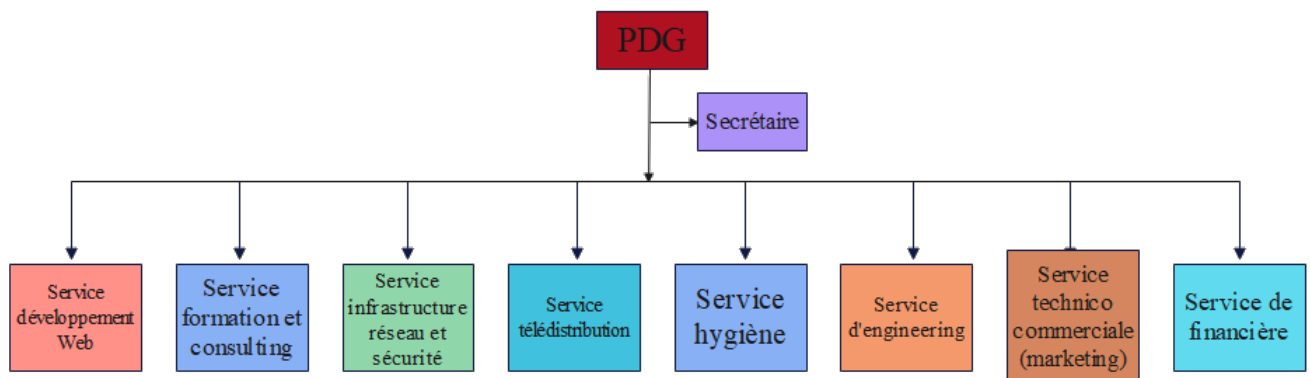 PDG
Secrétaire
Service
développement
Web
Service
formation et
consulting
Service
infrastructure
réseau et
sécurité
Service
télédistribution
Service
hygiène
Service
d'engineering
Service
technico
commerciale
(marketing)
Service de
financière